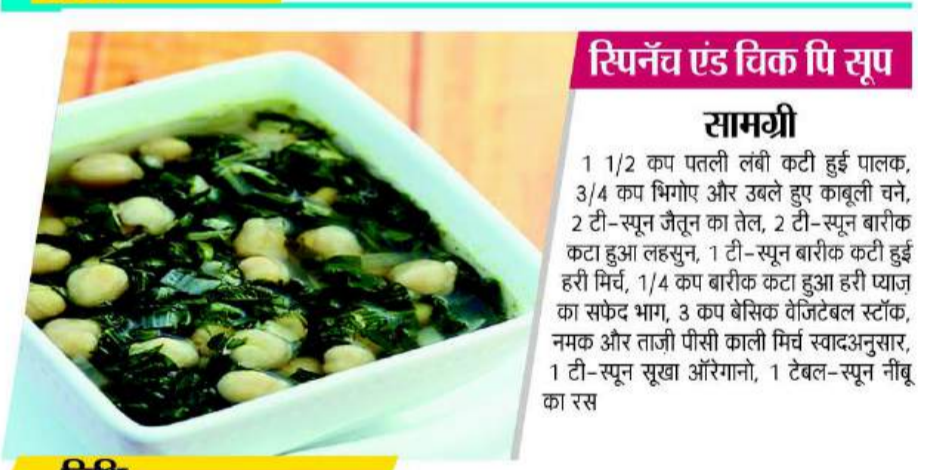 स्पिनॅच एंड चिक पि सूप
सामग्री
1 1/2 कप पतली लंबी कटी हुई पालक,
3/4 कप भिगोए और उबले हुए काबूली चने,
2 टी-स्पून जैतून का तेल, 2 टी-स्पून बारीक
कटा हुआ लहसुन, 1 टी-स्पून बारीक कटी हुई
हरी मिर्च, 1/4 कप बारीक कटा हुआ हरी प्याज़
का सफेद भाग, 3 कप बेसिक वेजिटेबल स्टॉक,
नमक और ताज़ी पीसी काली मिर्च स्वादअनुसार,
1 टी-स्पून सूखा ऑरेगानो, 1 टेबल-स्पून नींबू
का रस